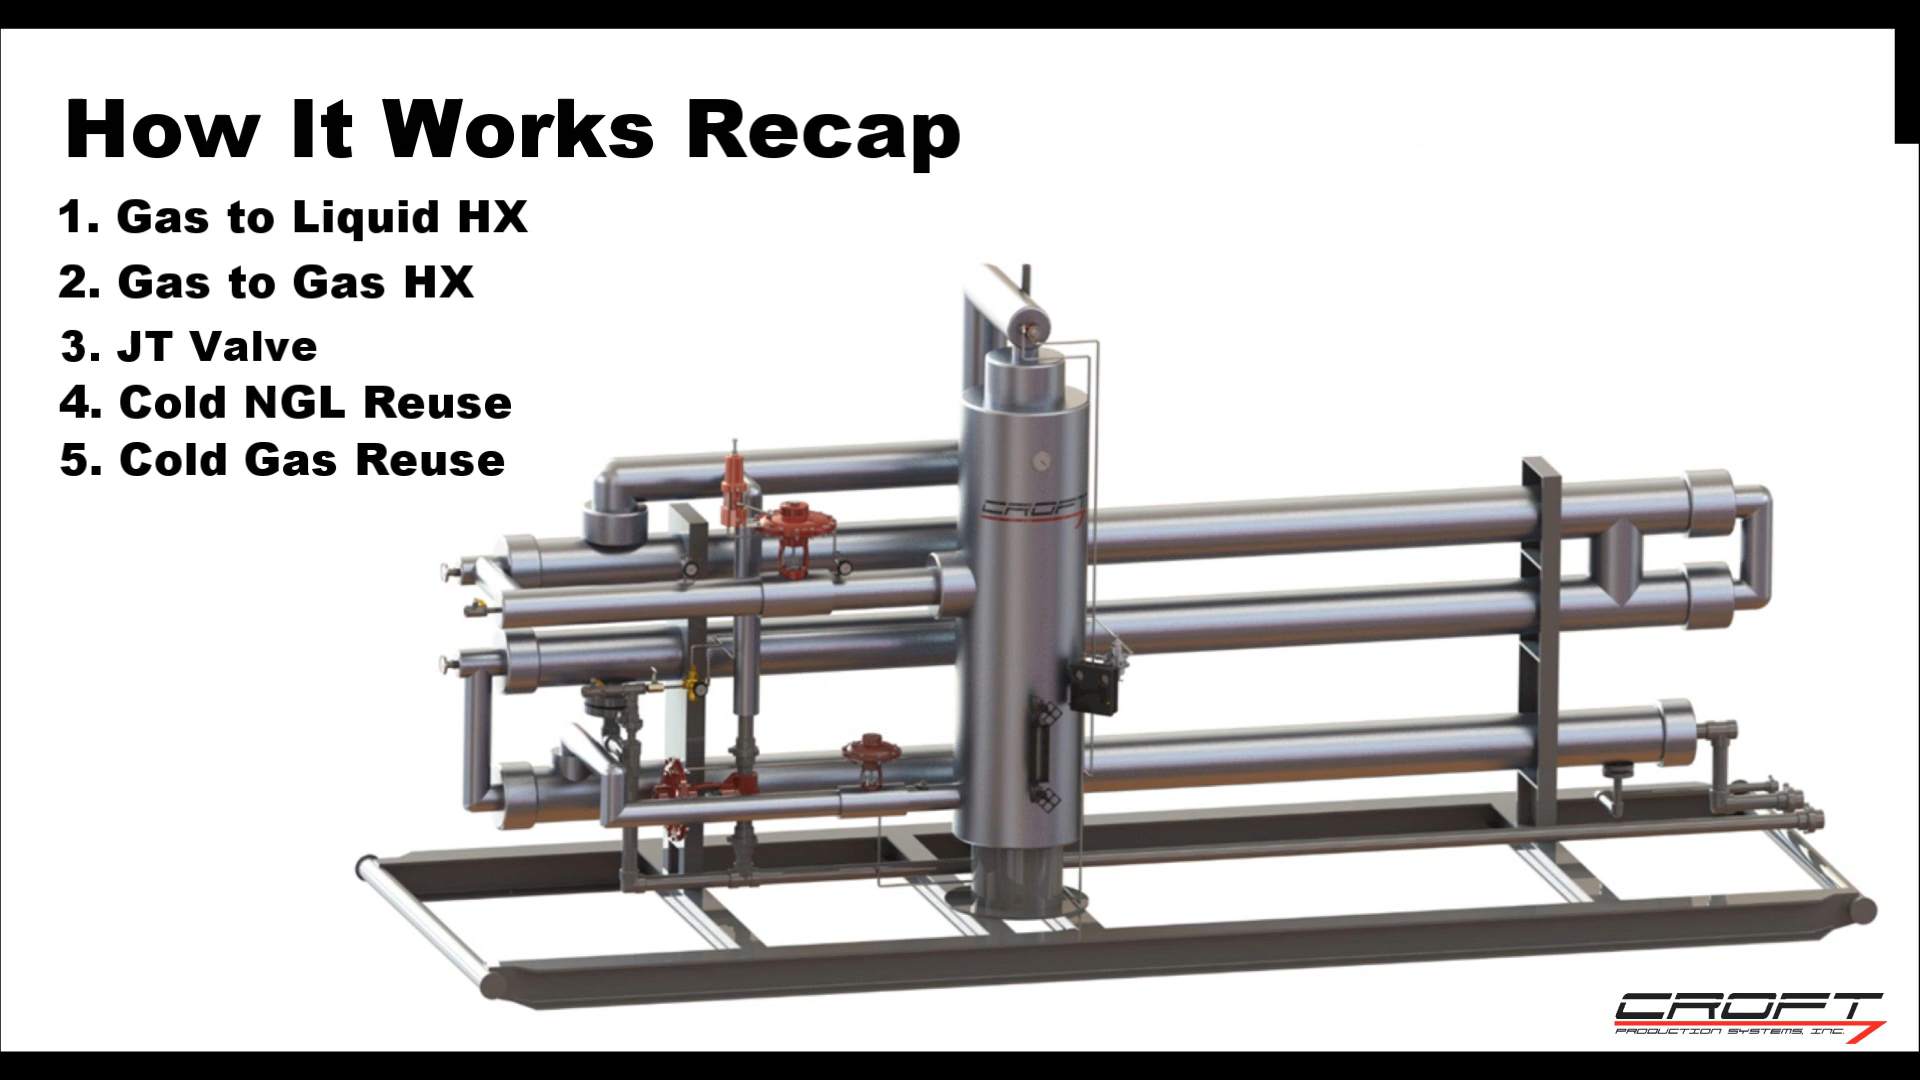 How It Works Recap
1. Gas to Liquid HX
2. Gas to Gas HX
3. JT Valve
4. Cold NGL Reuse
5. Cold Gas Reuse
CROFT
CROFT
PRODUCTION SYSTEMS, INC.